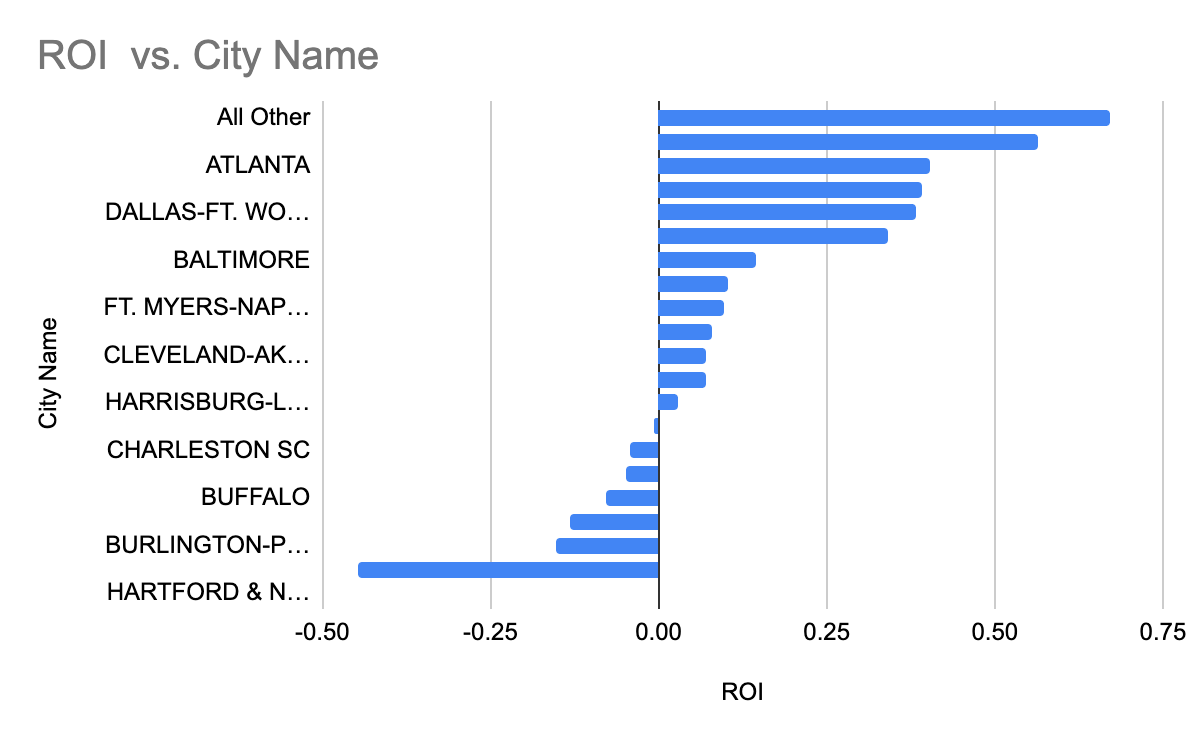 ROI  vs. City Name
All Other
ATLANTA
DALLAS-FT. WO…
BALTIMORE
FT. MYERS-NAP…
CLEVELAND-AK…
HARRISBURG-L…
CHARLESTON SC
BUFFALO
BURLINGTON-P…
HARTFORD & N…
City Name
-0.50 -0.25 0.00 0.25 0.50 0.75
ROI